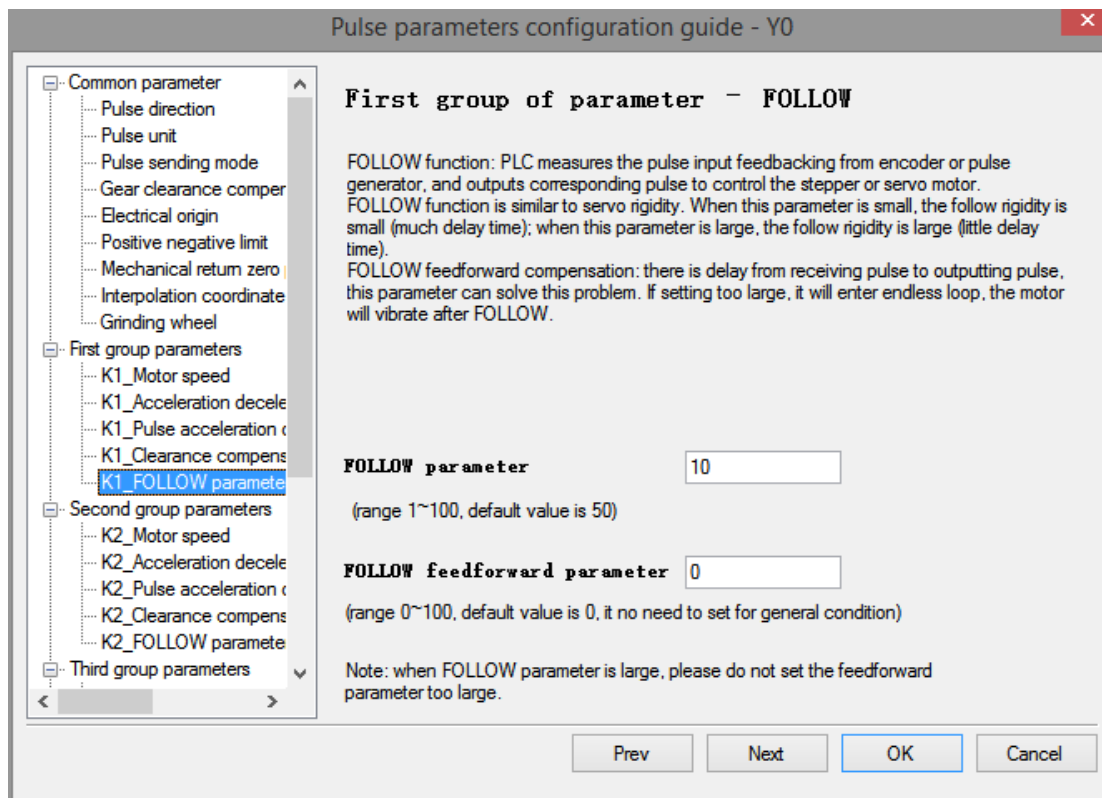 Pulse parameters configuration guide - Y0
Common parameter
Pulse direction
Pulse unit
Pulse sending mode
Gear clearance comper
Electrical origin
Positive negative limit
Mechanical return zero
Interpolation coordinate
Grinding wheel
First group parameters
K1_Motor speed
K1_Acceleration decele
K1_Pulse acceleration
K1_Clearance compens
K1_FOLLOW paramete
Second group parameters
K2_Motor speed
K2_Acceleration decele
K2_Pulse acceleration
K2_Clearance compens
K2_FOLLOW paramete
Third group parameters
First group of parameter - FOLLOW
FOLLOW function: PLC measures the pulse input feedbacking from encoder or pulse
generator, and outputs corresponding pulse to control the stepper or servo motor.
FOLLOW function is similar to servo rigidity. When this parameter is small, the follow rigidity is
small (much delay time); when this parameter is large, the follow rigidity is large (little delay
time).
FOLLOW feedforward compensation: there is delay from receiving pulse to outputting pulse,
this parameter can solve this problem. If setting too large, it will enter endless loop, the motor
will vibrate after FOLLOW.
FOLLOW parameter 10
(range 1~100, default value is 50)
FOLLOW feedforward parameter 0
(range 0~100, default value is 0, it no need to set for general condition)
Note: when FOLLOW parameter is large, please do not set the feedforward
parameter too large.
Prev Next OK Cancel